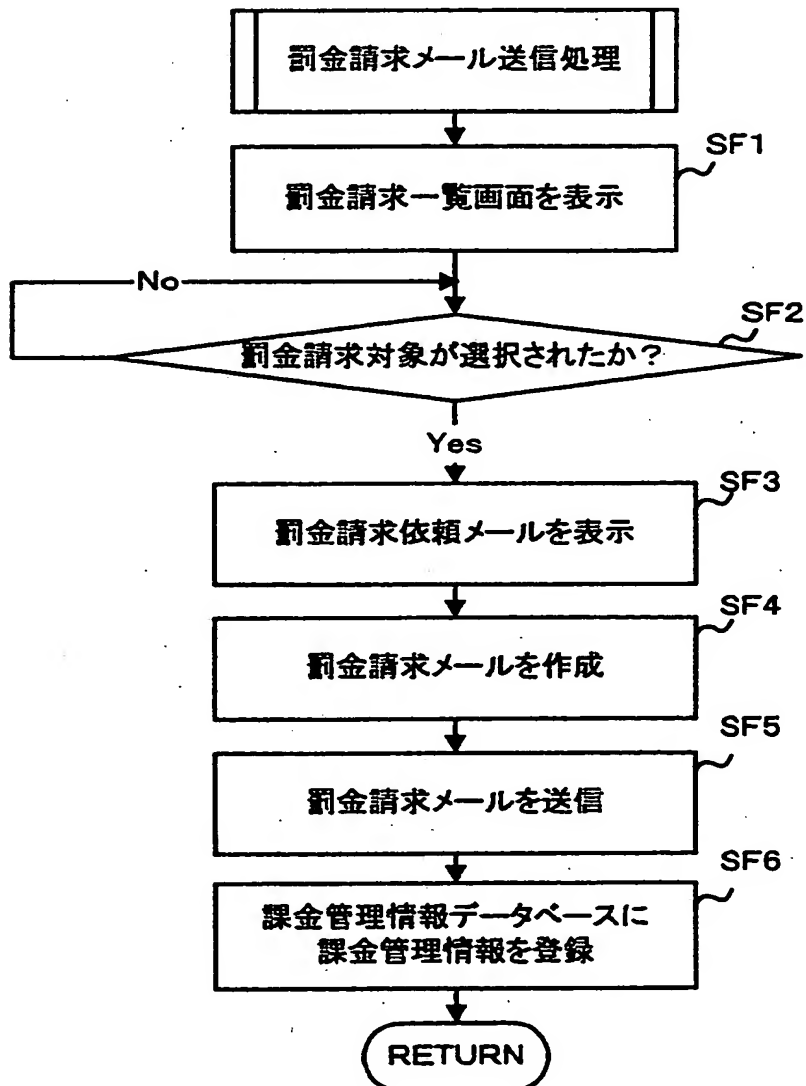 罰金請求メール送信処理
SF1
罰金請求一覧画面を表示
No
SF2
罰金請求対象が選択されたか?
Yes
SF3
罰金請求依頼メールを表示
SF4
罰金請求メールを作成
SF5
罰金請求メールを送信
SF6
課金管理情報データベースに
課金管理情報を登録
RETURN